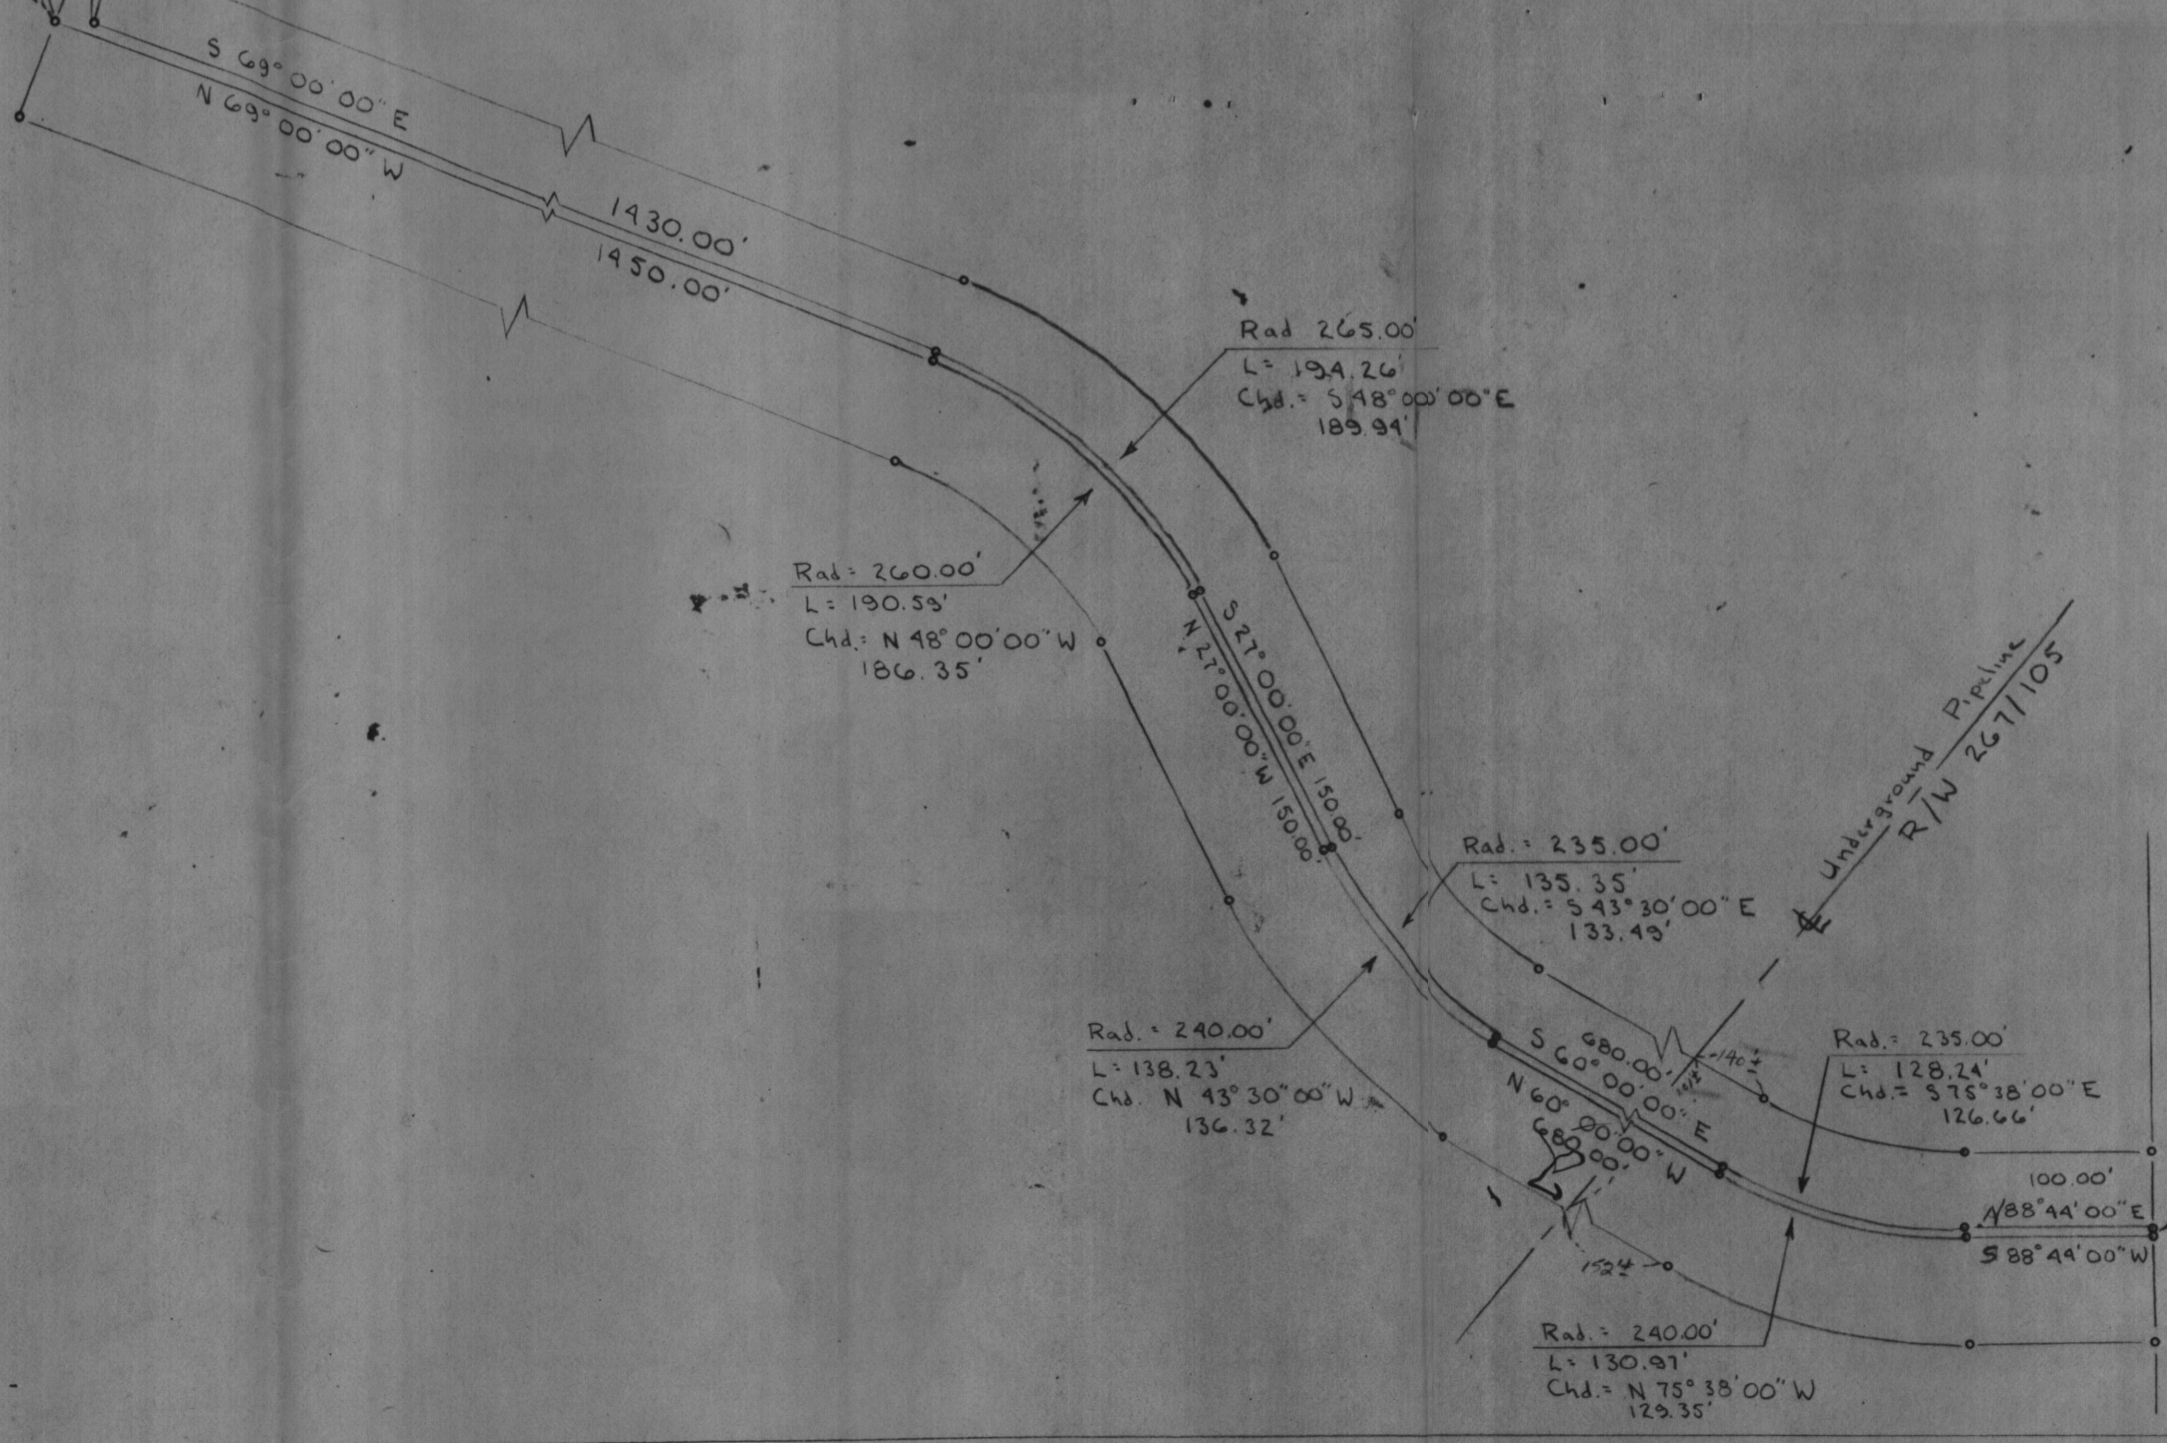 S 69° 00' 00" E
N 69° 00' 00" W
1430.00'
1450.00'
Rad 265.00'
L= 194.26'
Chd.= S 48° 00' 00" E
189.94'
Rad = 260.00'
L = 190.59'
Chd.= N 48° 00' 00" W
186.35'
S 27° 00' 00" E 150.00'
N 27° 00' 00" W 150.00'
Underground Pipeline
R/W 267/105
Rad. = 235.00'
L= 135.35'
Chd.= S 43° 30' 00" E
133.49'
Rad. = 240.00'
L= 138.23'
Chd. N 43° 30" 00" W
136.32'
680.00'
S 60° 00' 00" E
N 60° 00' 00" W
680.00'
140±
152±
Rad.= 235.00'
L= 128.24'
Chd.= S 75° 38' 00" E
126.66'
100.00'
N 88° 44' 00" E
S 88° 44' 00" W
Rad.= 240.00'
L= 130.97'
Chd.= N 75° 38' 00" W
129.35'